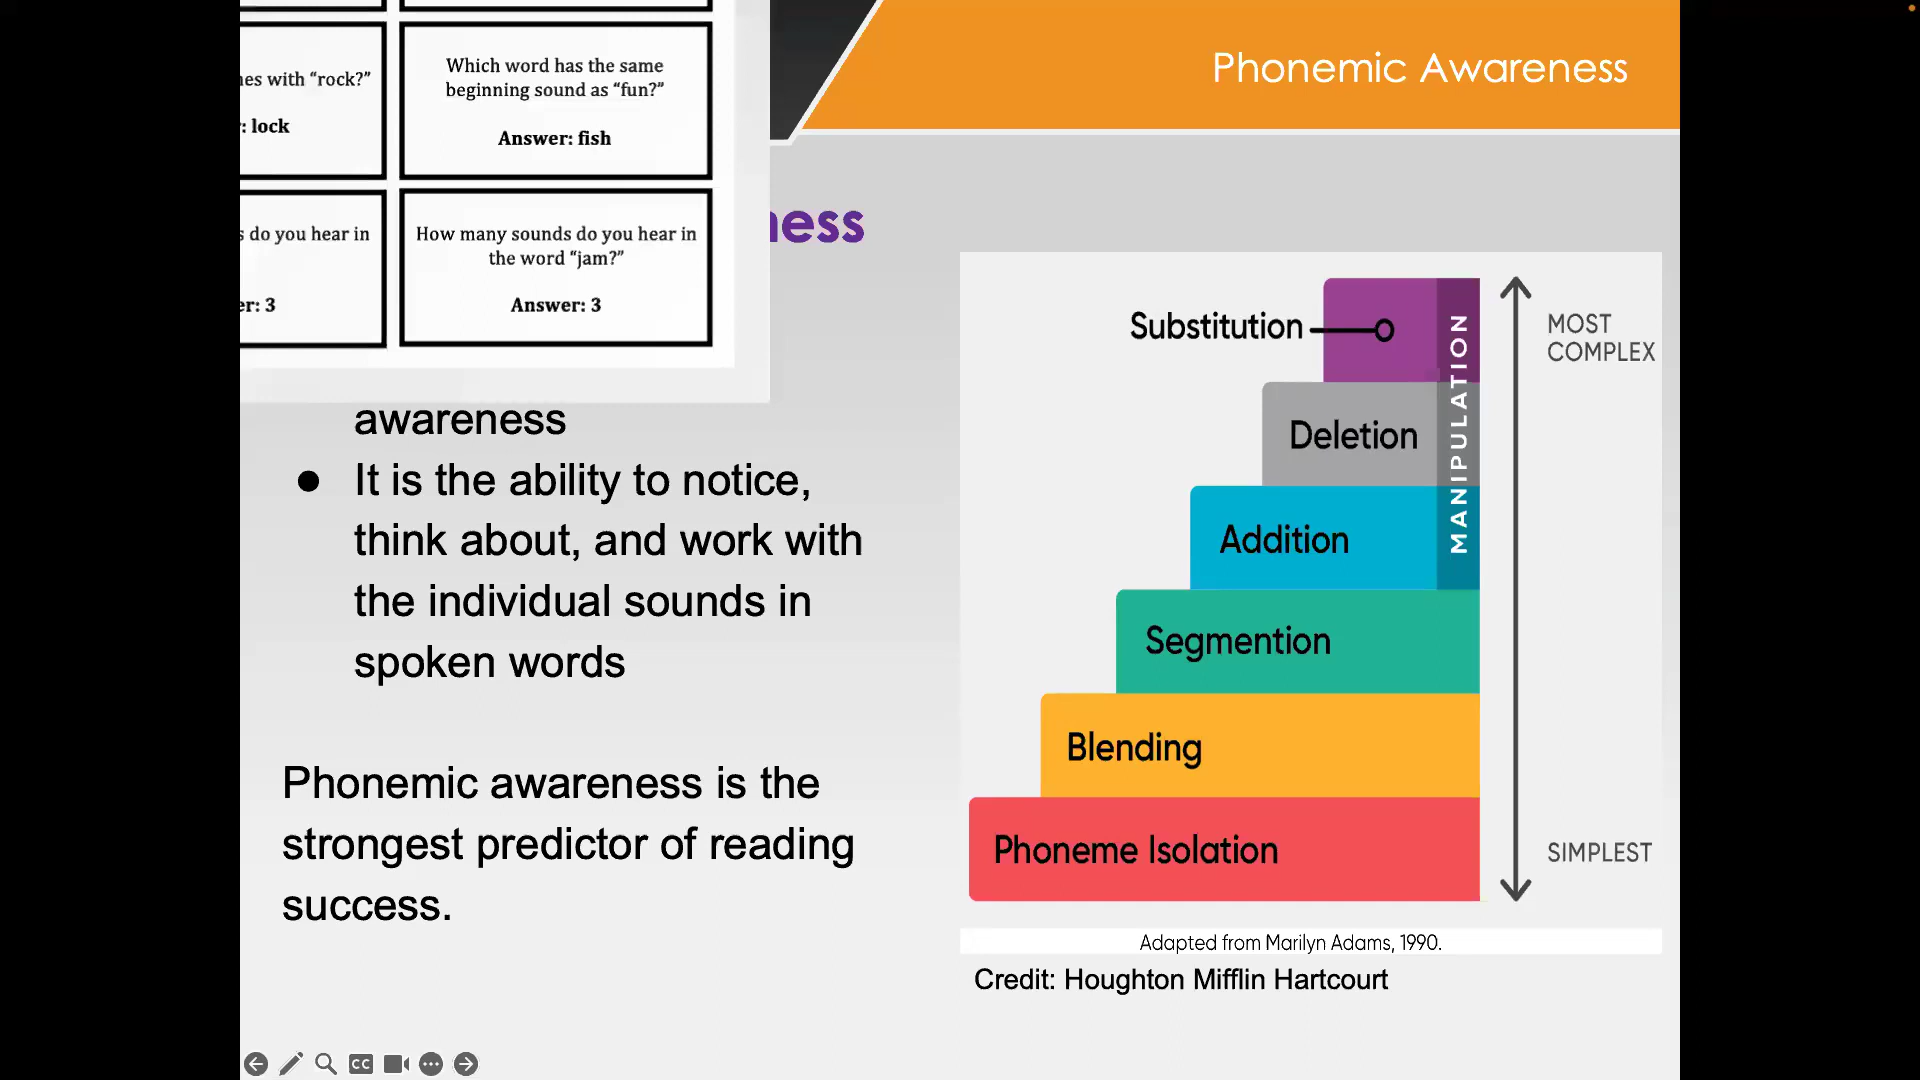 Phonemic Awareness
with “rock?”
lock
Which word has the same
beginning sound as “fun?”
Answer: fish
do you hear in
3
How many sounds do you hear in
the word “jam?”
Answer: 3
awareness
● It is the ability to notice,
think about, and work with
the individual sounds in
spoken words
Phonemic awareness is the
strongest predictor of reading
success.
Substitution
Deletion
Addition
Segmention
Blending
Phoneme Isolation
MANIPULATION
MOST
COMPLEX
SIMPLEST
Adapted from Marilyn Adams, 1990.
Credit: Houghton Mifflin Hartcourt
CC